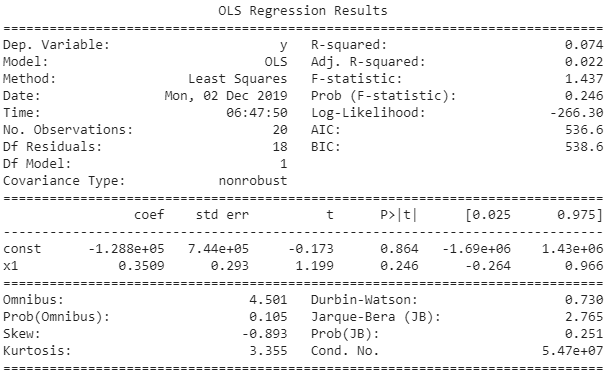 OLS Regression Results
==============================================================================
Dep. Variable:                      y   R-squared:                       0.074
Model:                            OLS   Adj. R-squared:                  0.022
Method:                 Least Squares   F-statistic:                     1.437
Date:                Mon, 02 Dec 2019   Prob (F-statistic):              0.246
Time:                        06:47:50   Log-Likelihood:                -266.30
No. Observations:                  20   AIC:                             536.6
Df Residuals:                      18   BIC:                             538.6
Df Model:                           1
Covariance Type:            nonrobust
==============================================================================
                 coef    std err          t      P>|t|      [0.025      0.975]
------------------------------------------------------------------------------
const      -1.288e+05   7.44e+05     -0.173      0.864   -1.69e+06    1.43e+06
x1             0.3509      0.293      1.199      0.246      -0.264       0.966
==============================================================================
Omnibus:                        4.501   Durbin-Watson:                   0.730
Prob(Omnibus):                  0.105   Jarque-Bera (JB):                2.765
Skew:                          -0.893   Prob(JB):                        0.251
Kurtosis:                       3.355   Cond. No.                     5.47e+07
==============================================================================